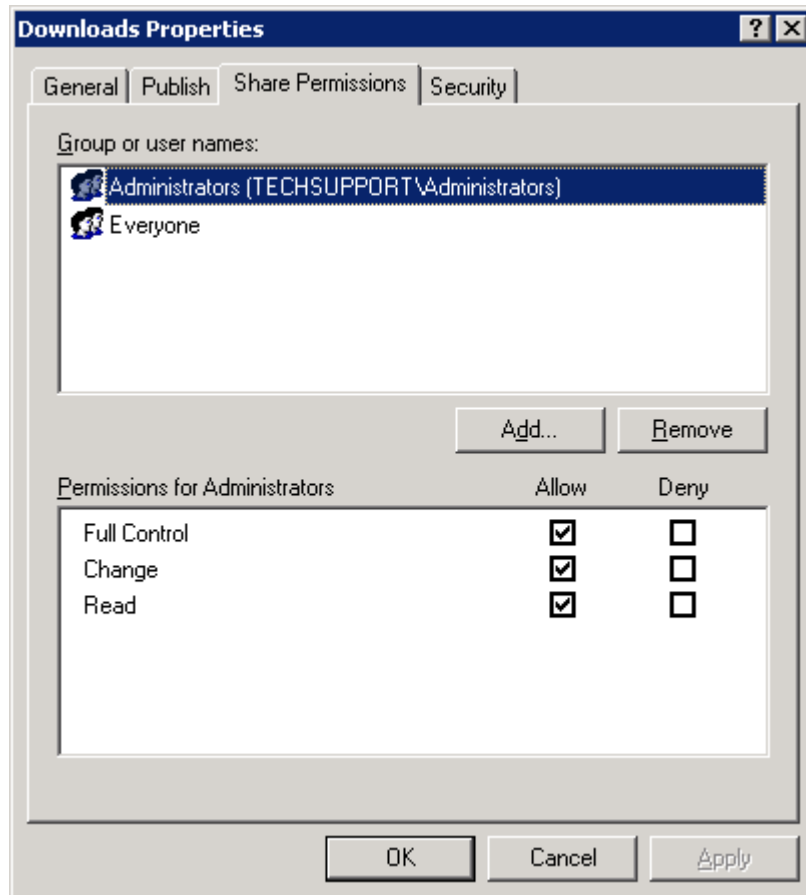 Downloads Properties
General Publish Share Permissions Security
Group or user names:
Administrators (TECHSUPPORT\Administrators)
Everyone
Add... Remove
Permissions for Administrators Allow Deny
Full Control
Change
Read
OK Cancel Apply